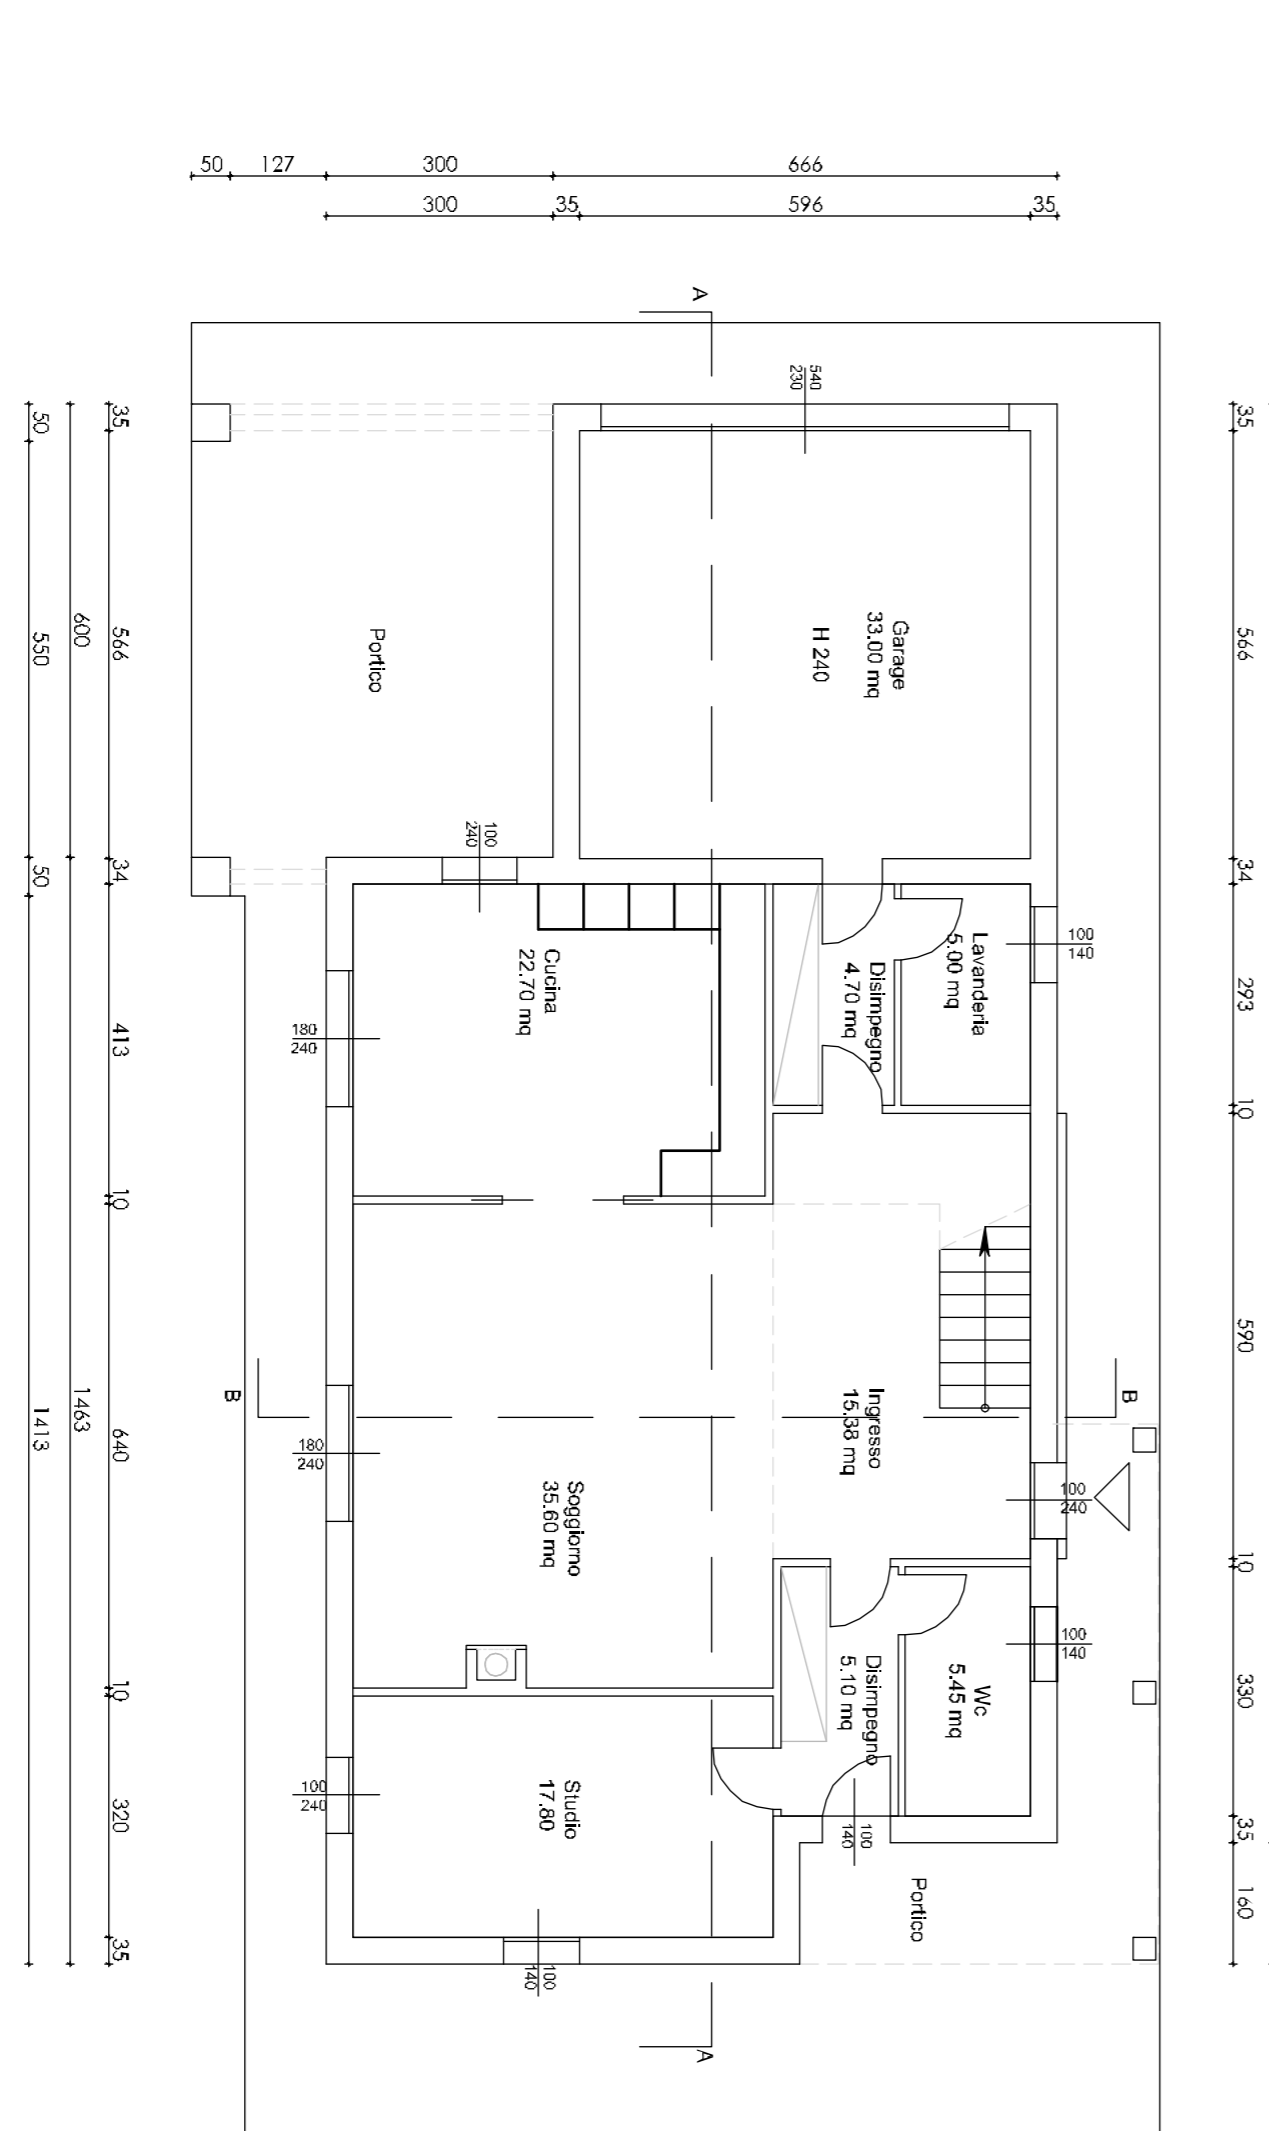 50 127 300 666
300 35 596 35
A
540
230
35 566 34 413 10 640 10 320 35
600 1463
50 550 50 1413
35 566 34 293 10 590 10 330 35 160
Garage
33.00 mq
H 240
Portico
100
240
100
140
Lavanderia
5.00 mq
Disimpegno
4.70 mq
Cucina
22.70 mq
180
240
B
B
Ingresso
15.38 mq
100
240
180
240
Soggiorno
35.60 mq
100
140
Wc
5.45 mq
Disimpegno
5.10 mq
100
240
Studio
17.80
100
140
Portico
100
140
A